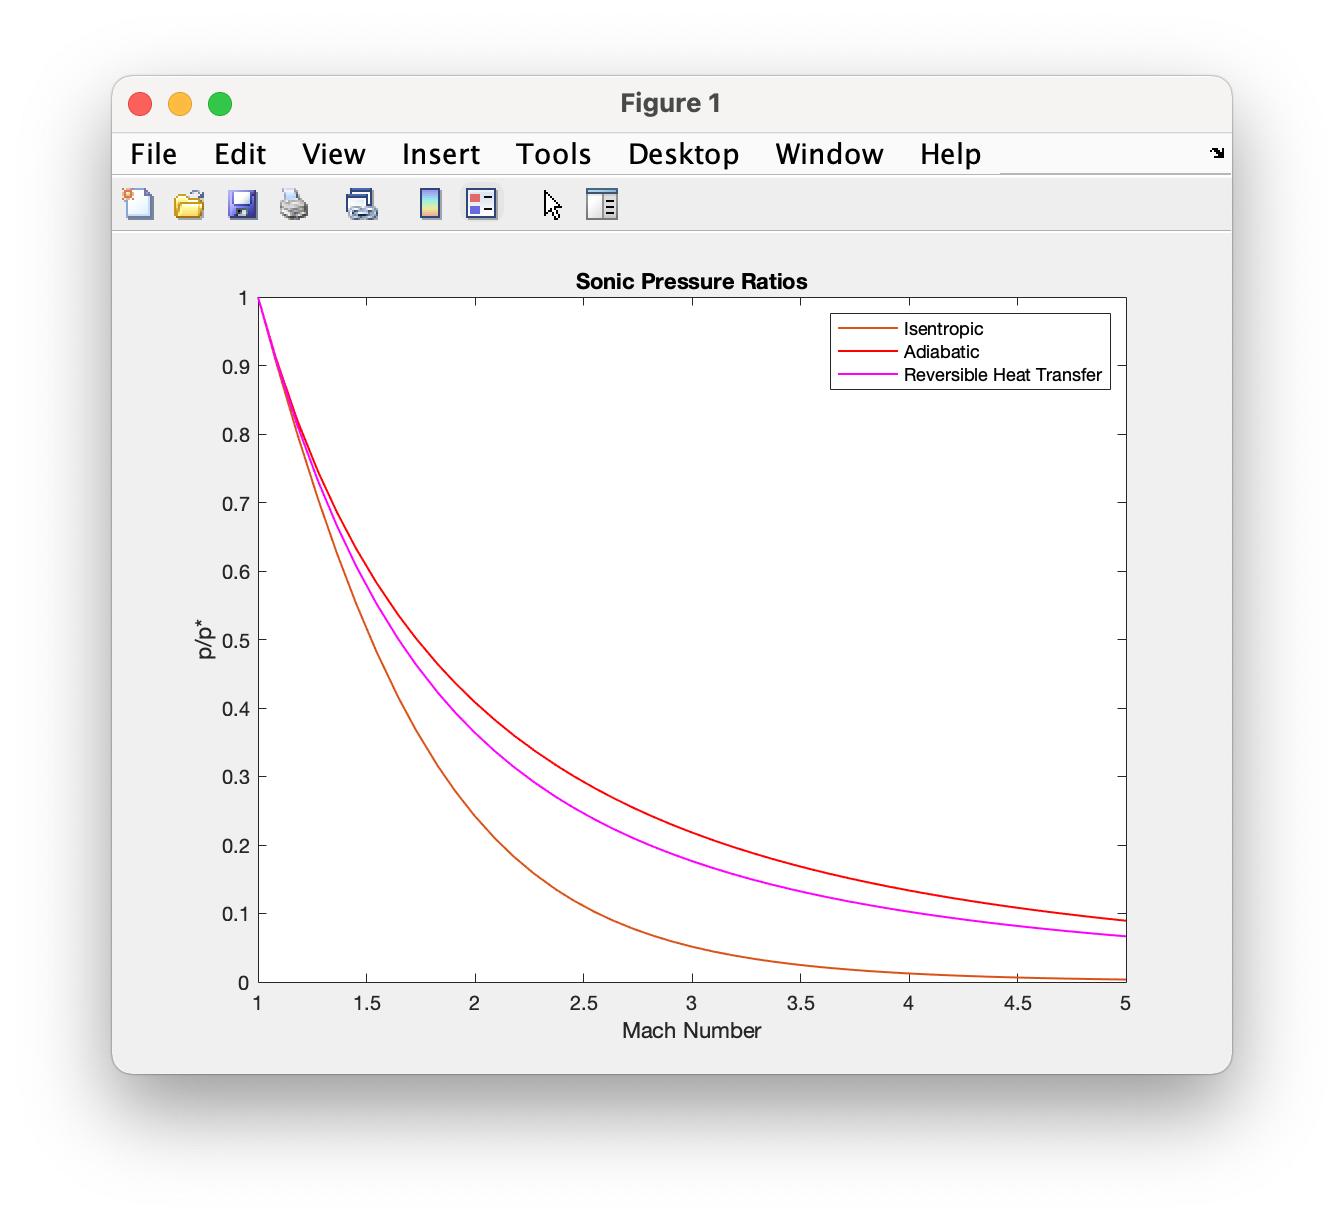 Figure 1
File Edit View Insert Tools Desktop Window Help
Sonic Pressure Ratios
Isentropic
Adiabatic
Reversible Heat Transfer
1
0.9
0.8
0.7
0.6
0.5
0.4
0.3
0.2
0.1
0
p/p*
1 1.5 2 2.5 3 3.5 4 4.5 5
Mach Number